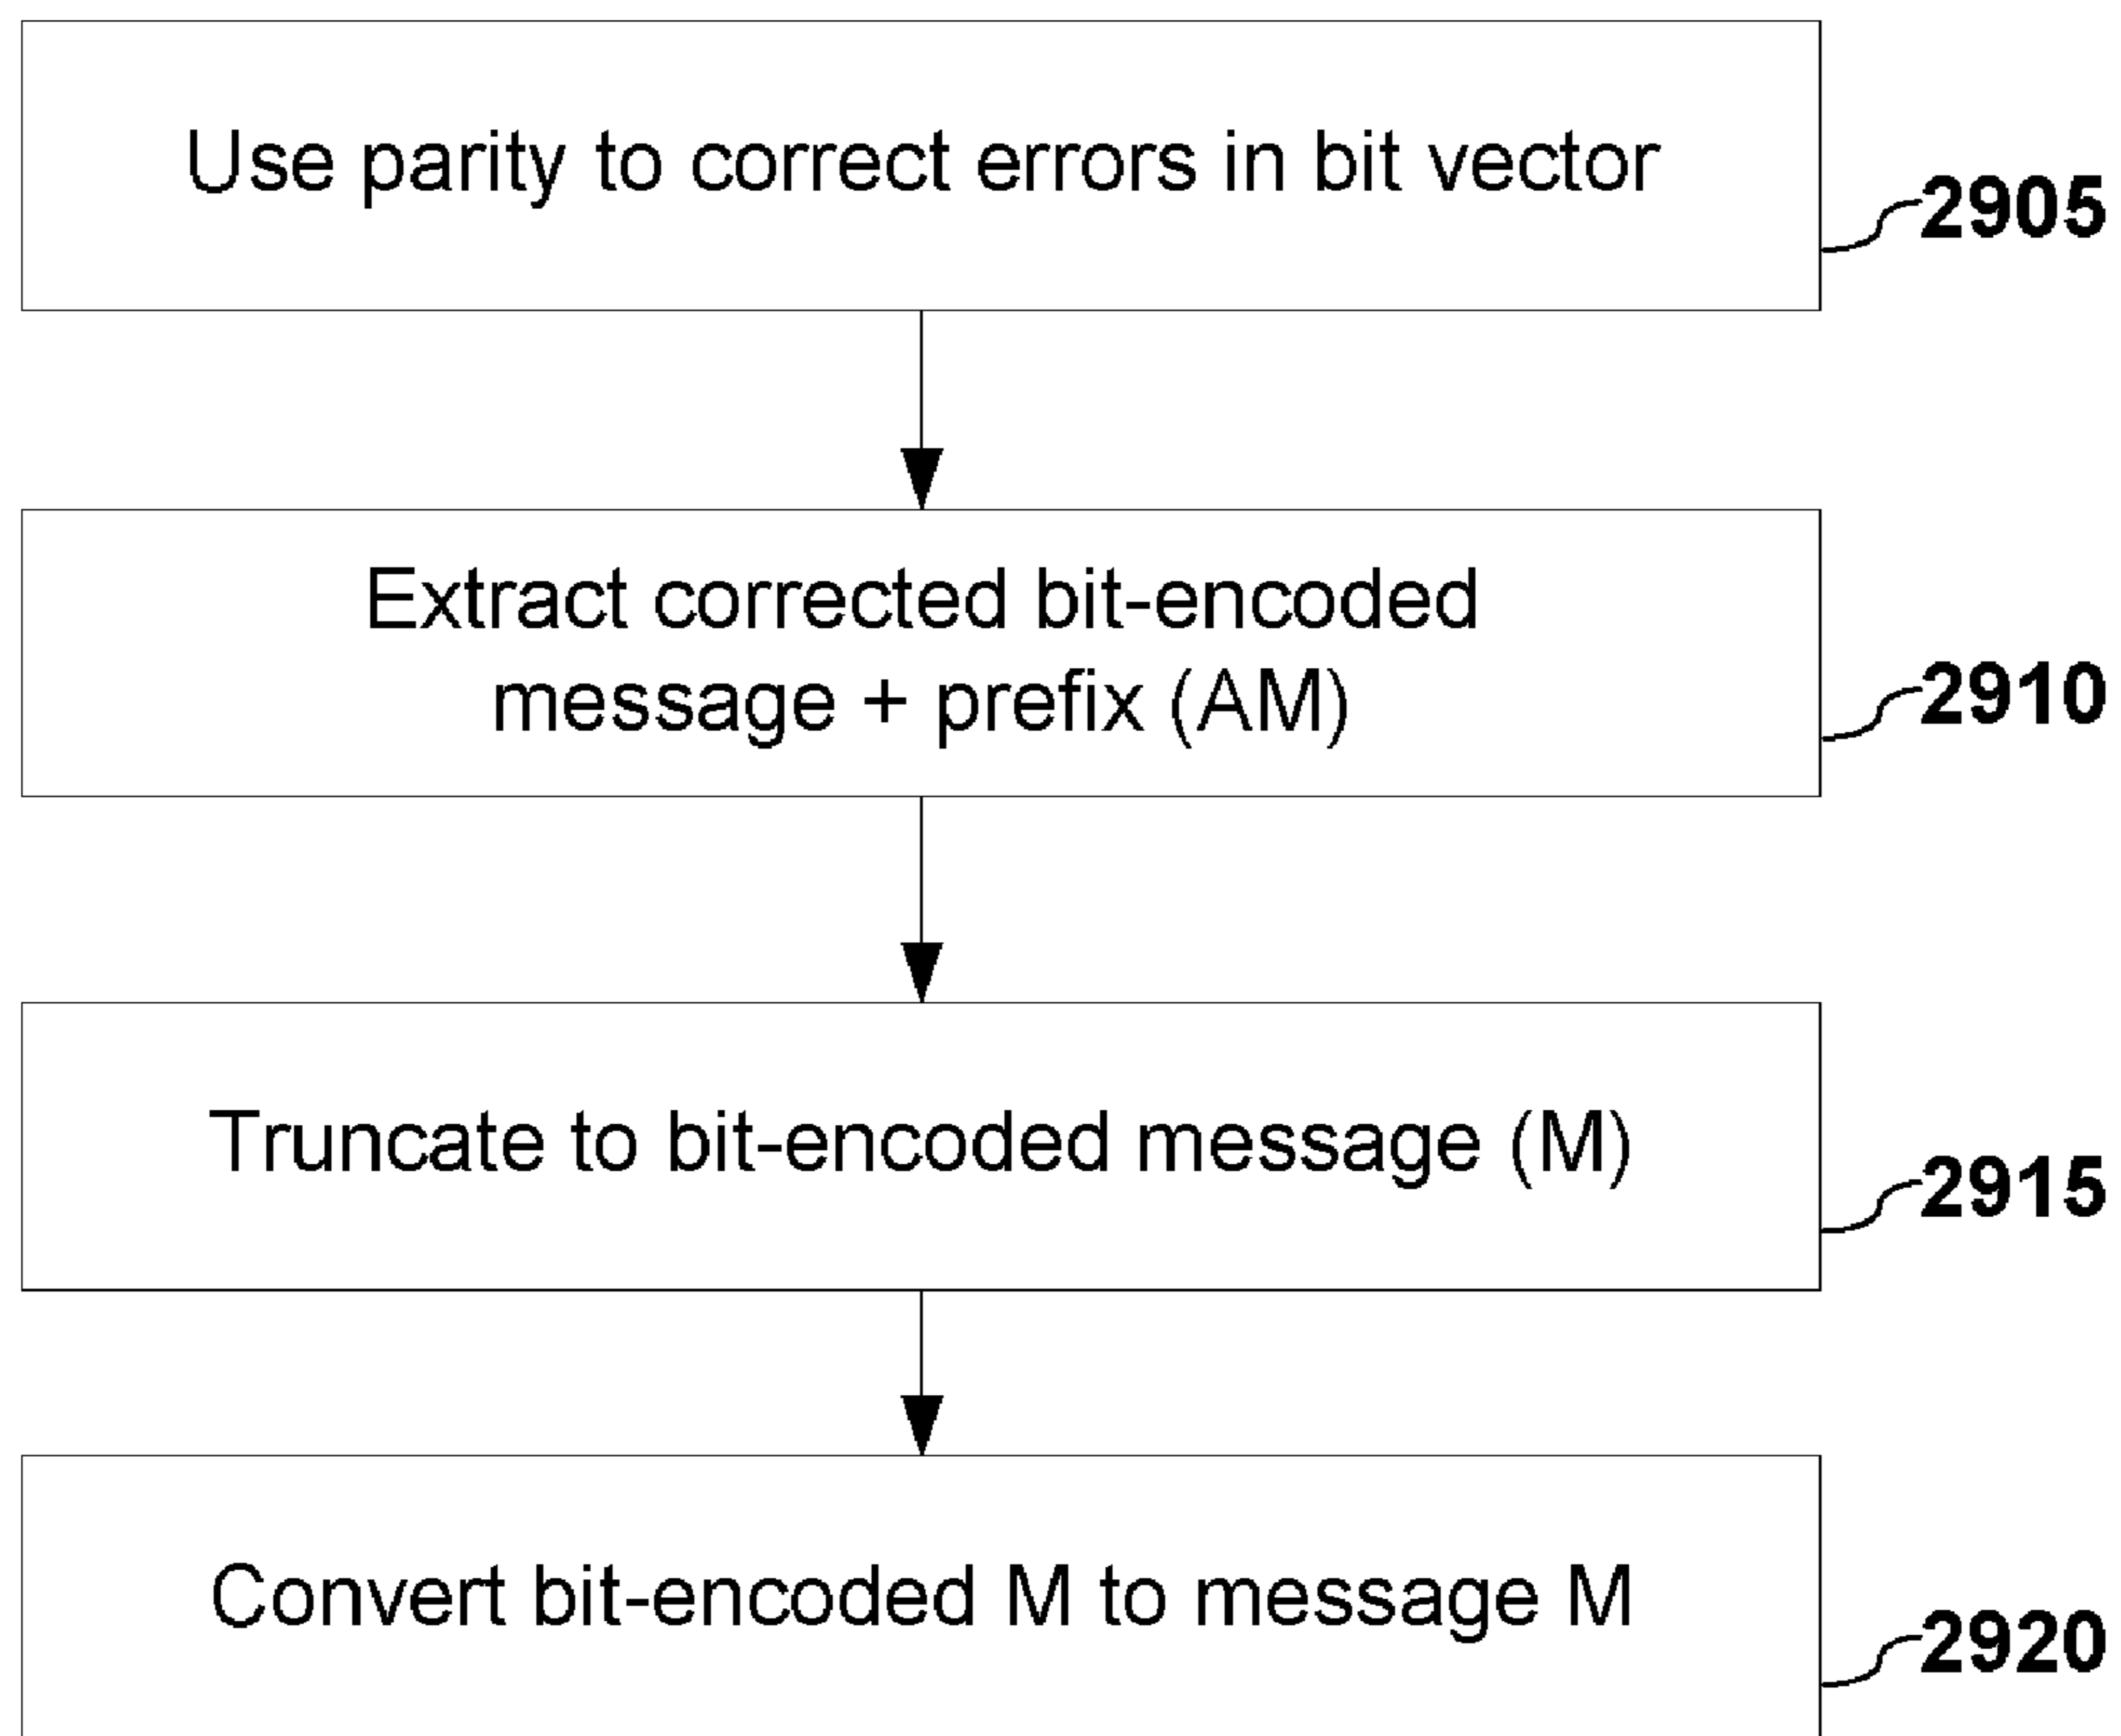 Use parity to correct errors in bit vector
2905
Extract corrected bit-encoded
message + prefix (AM)
2910
Truncate to bit-encoded message (M)
2915
Convert bit-encoded M to message M
2920